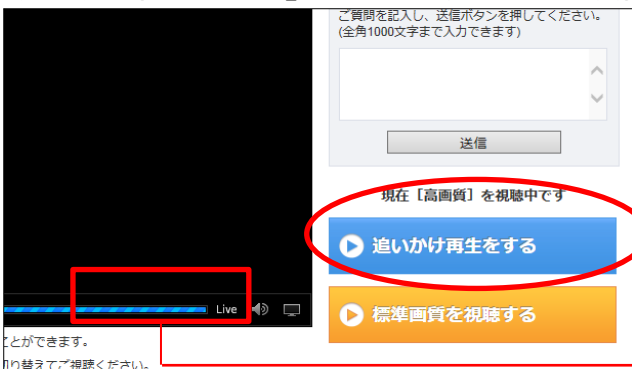 ご質問を記入し、送信ボタンを押してください。
(全角1000文字まで入力できます)
送信
現在［高画質］を視聴中です
追いかけ再生をする
Live
標準画質を視聴する
ことができます。
切り替えてご視聴ください。